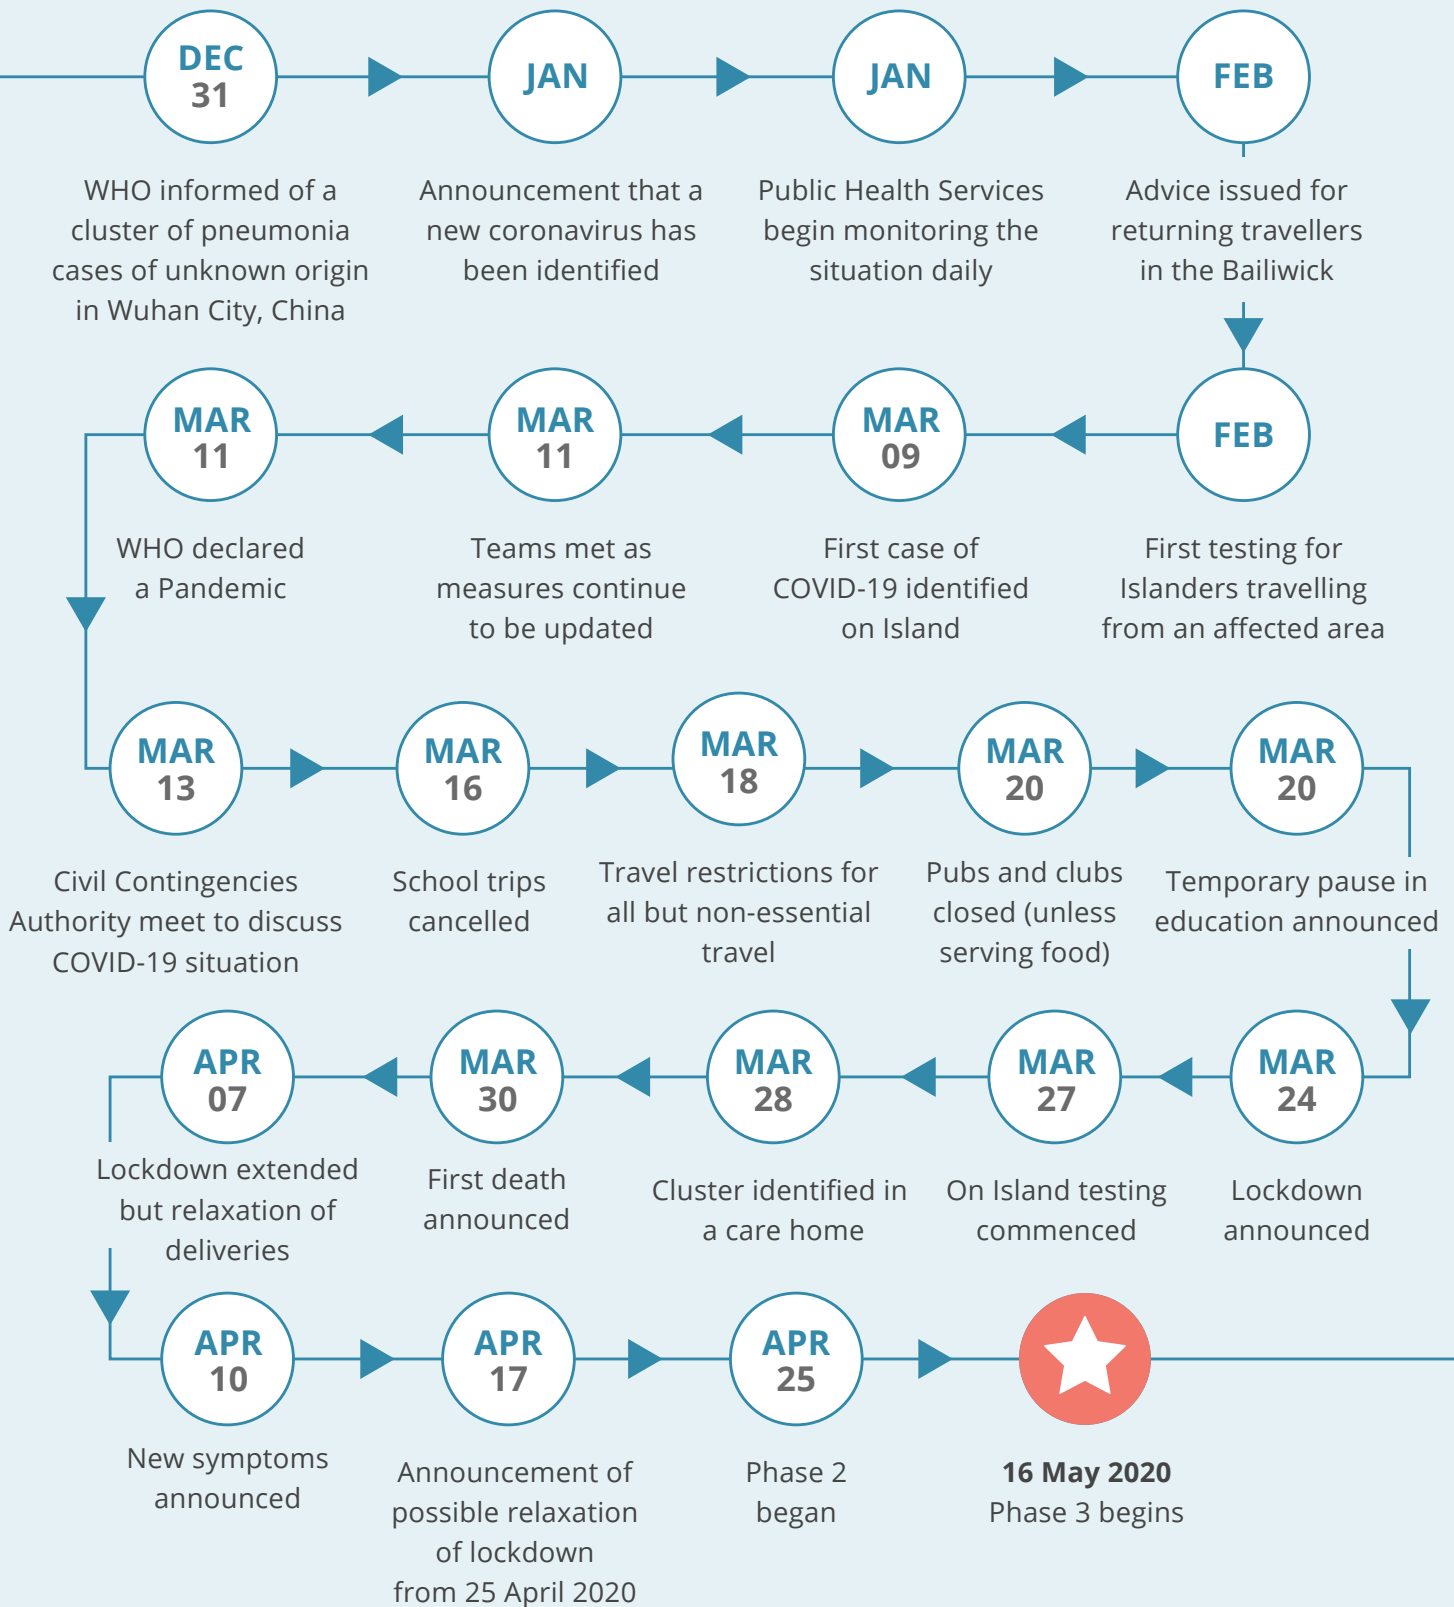 DEC
31
WHO informed of a
cluster of pneumonia
cases of unknown origin
in Wuhan City, China
JAN
Announcement that a
new coronavirus has
been identified
JAN
Public Health Services
begin monitoring the
situation daily
FEB
Advice issued for
returning travellers
in the Bailiwick
FEB
First testing for
Islanders travelling
from an affected area
MAR
09
First case of
COVID-19 identified
on Island
MAR
11
Teams met as
measures continue
to be updated
MAR
11
WHO declared
a Pandemic
MAR
13
Civil Contingencies
Authority meet to discuss
COVID-19 situation
MAR
16
School trips
cancelled
MAR
18
Travel restrictions for
all but non-essential
travel
MAR
20
Pubs and clubs
closed (unless
serving food)
MAR
20
Temporary pause in
education announced
MAR
24
Lockdown
announced
MAR
27
On Island testing
commenced
MAR
28
Cluster identified in
a care home
MAR
30
First death
announced
APR
07
Lockdown extended
but relaxation of
deliveries
APR
10
New symptoms
announced
APR
17
Announcement of
possible relaxation
of lockdown
from 25 April 2020
APR
25
Phase 2
began
16 May 2020
Phase 3 begins